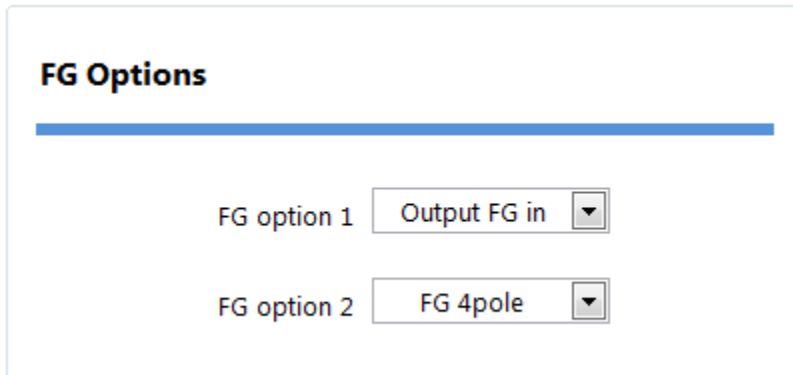 FG Options
FG option 1 Output FG in
FG option 2 FG 4pole